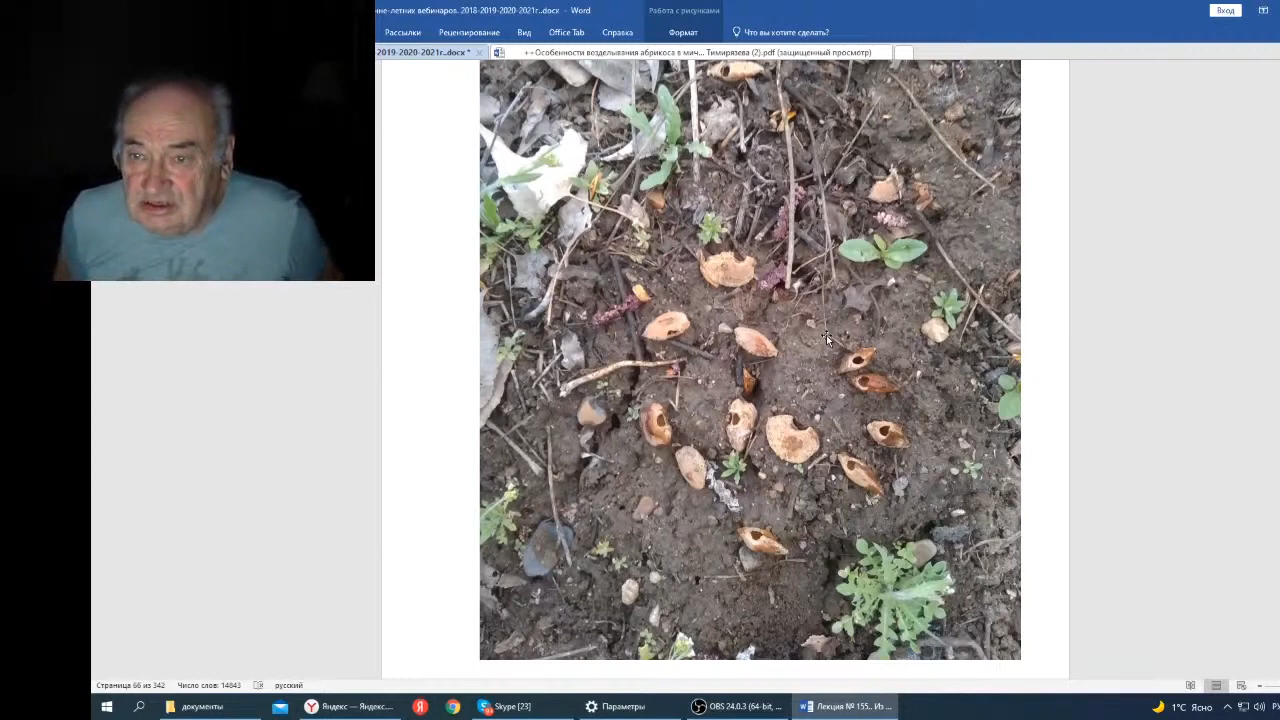 нне-летних вебинаров. 2018-2019-2020-2021г..docx - Word
Работа с рисунками
Вход
Рассылки Рецензирование Вид Office Tab Справка Формат Что вы хотите сделать?
2019-2020-2021г..docx *
++Особенности возделывания абрикоса в мич... Тимирязева (2).pdf (защищенный просмотр)
Страница 66 из 342 Число слов: 14843 русский
документы
Яндекс — Яндекс....
Я
Skype [23]
Параметры
OBS 24.0.3 (64-bit, ...
Лекция № 155.. Из ...
1°C Ясно